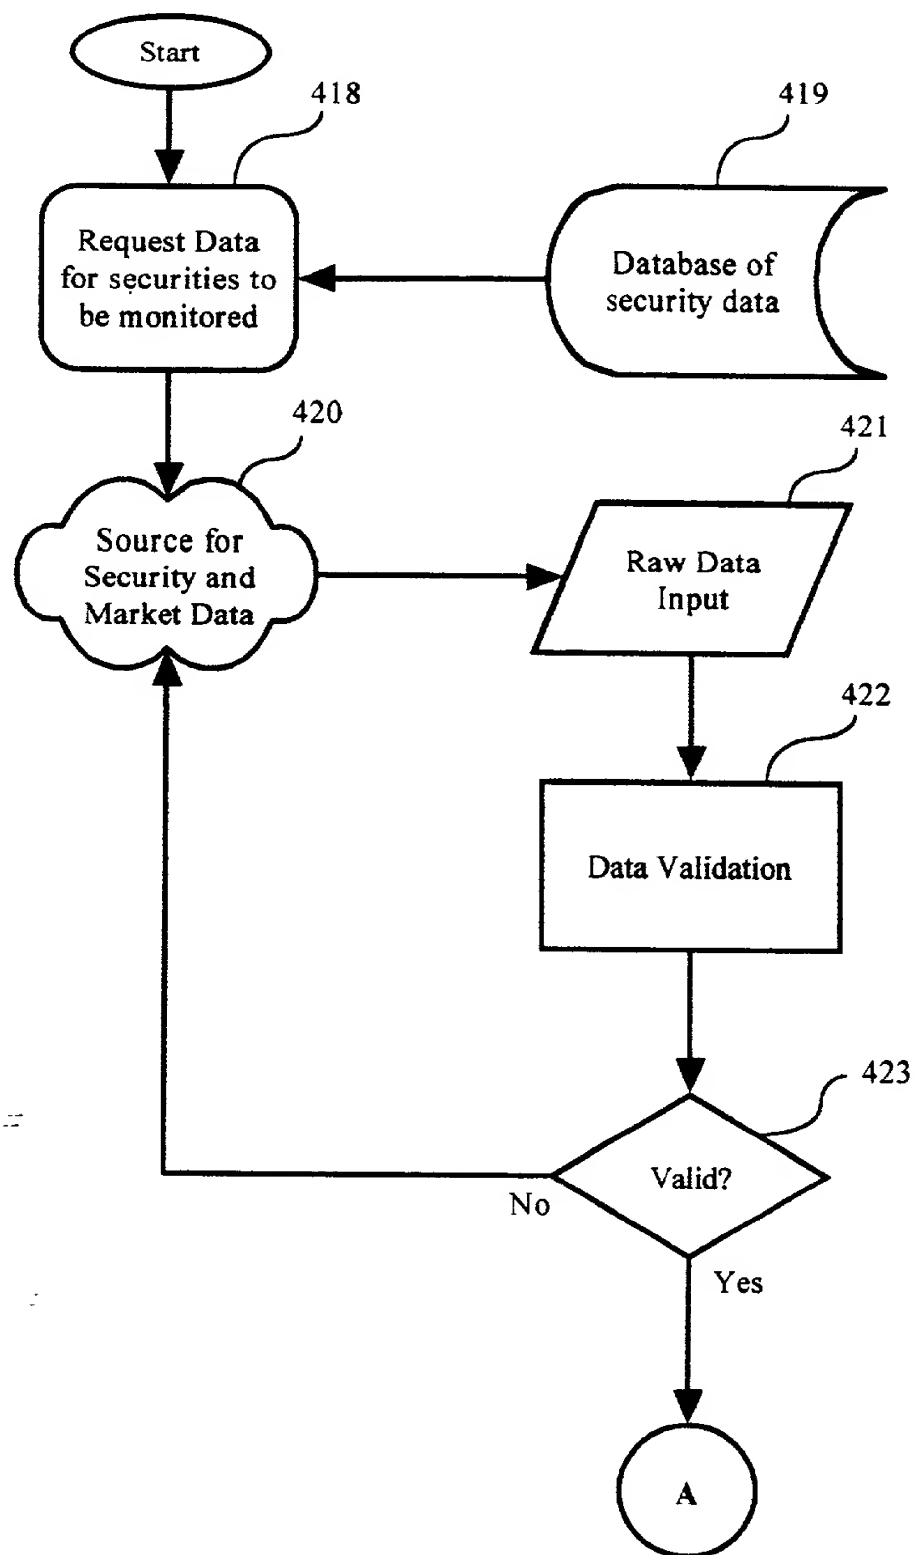 Start
418
419
Request Data
for securities to
be monitored
Database of
security data
420
421
Source for
Security and
Market Data
Raw Data
Input
422
Data Validation
423
Valid?
No
Yes
A